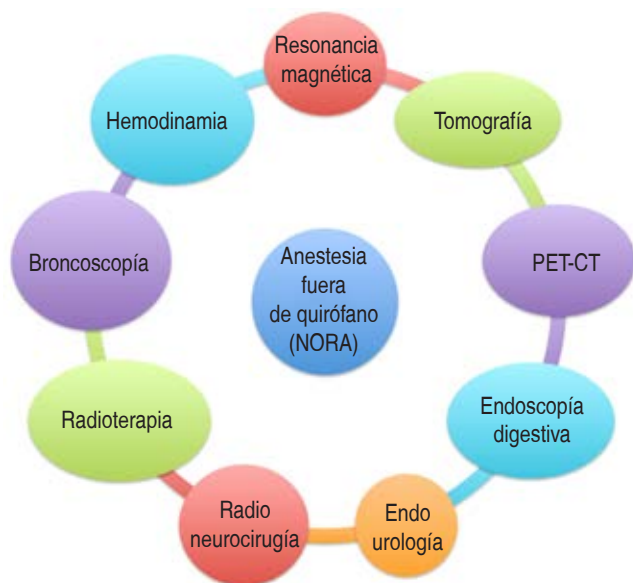 Resonancia
magnética
Tomografía
PET-CT
Endoscopía
digestiva
Endo
urología
Radio
neurocirugía
Radioterapia
Broncoscopía
Hemodinamia
Anestesia
fuera
de quirófano
(NORA)